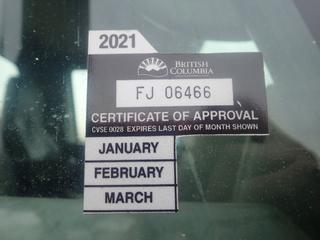 2021
BRITISH
COLUMBIA
FJ 06466
CERTIFICATE OF APPROVAL
CVSE 0028 EXPIRES LAST DAY OF MONTH SHOWN
JANUARY
FEBRUARY
MARCH